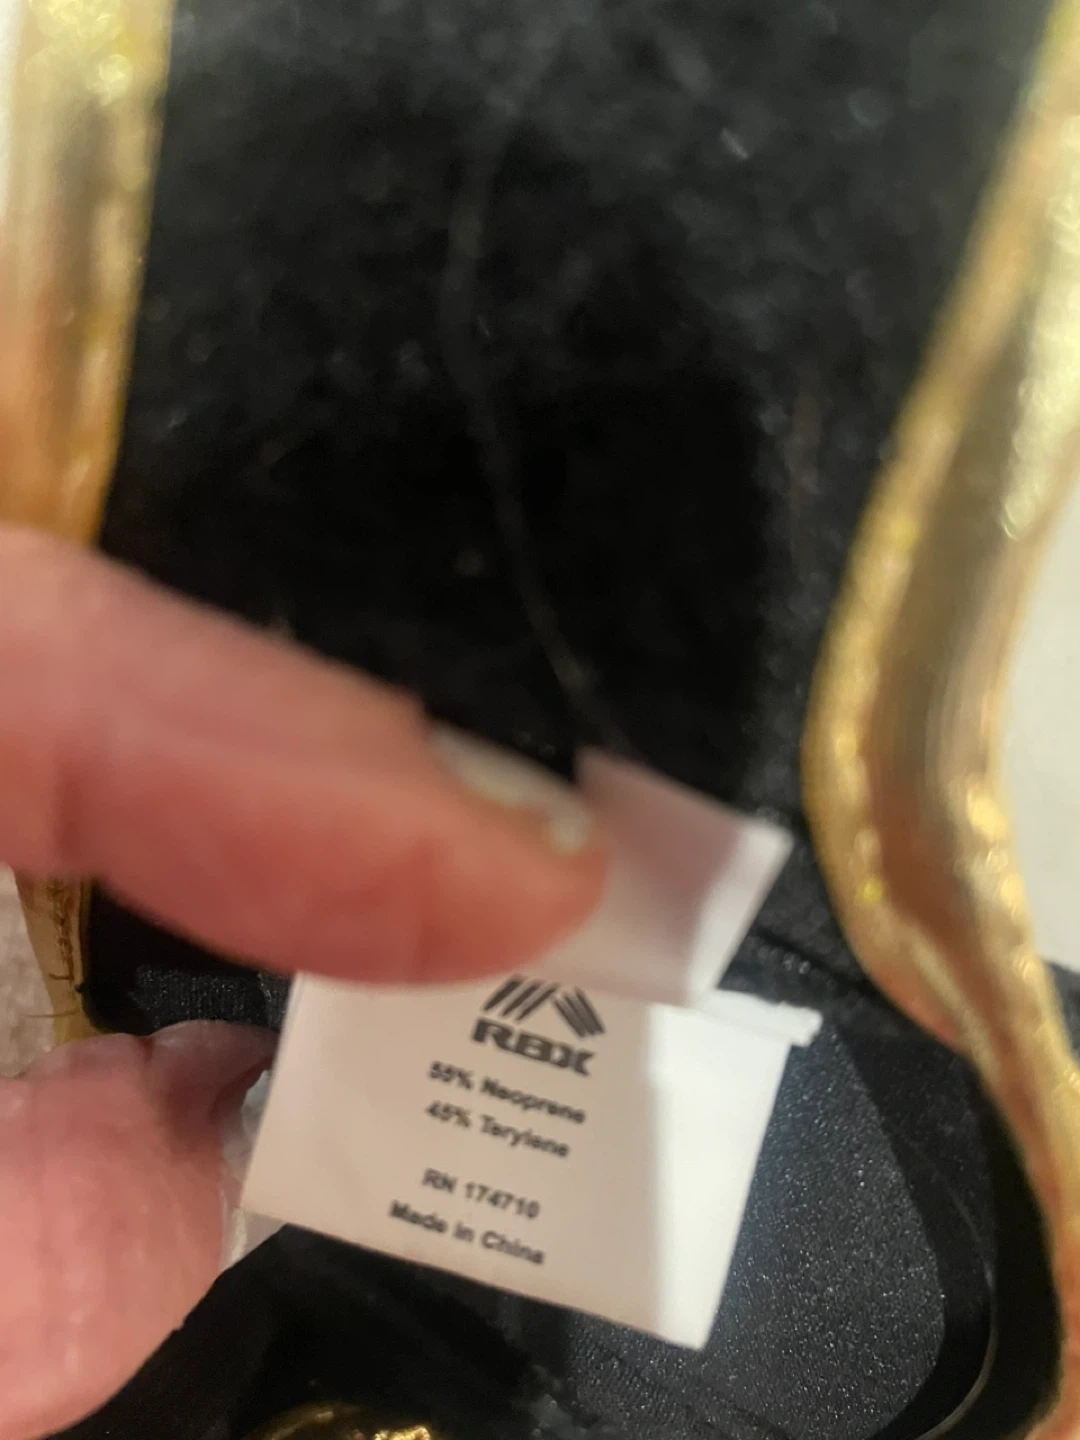 RBX
55% Neoprene
45% Terylene
RN 174710
Made in China